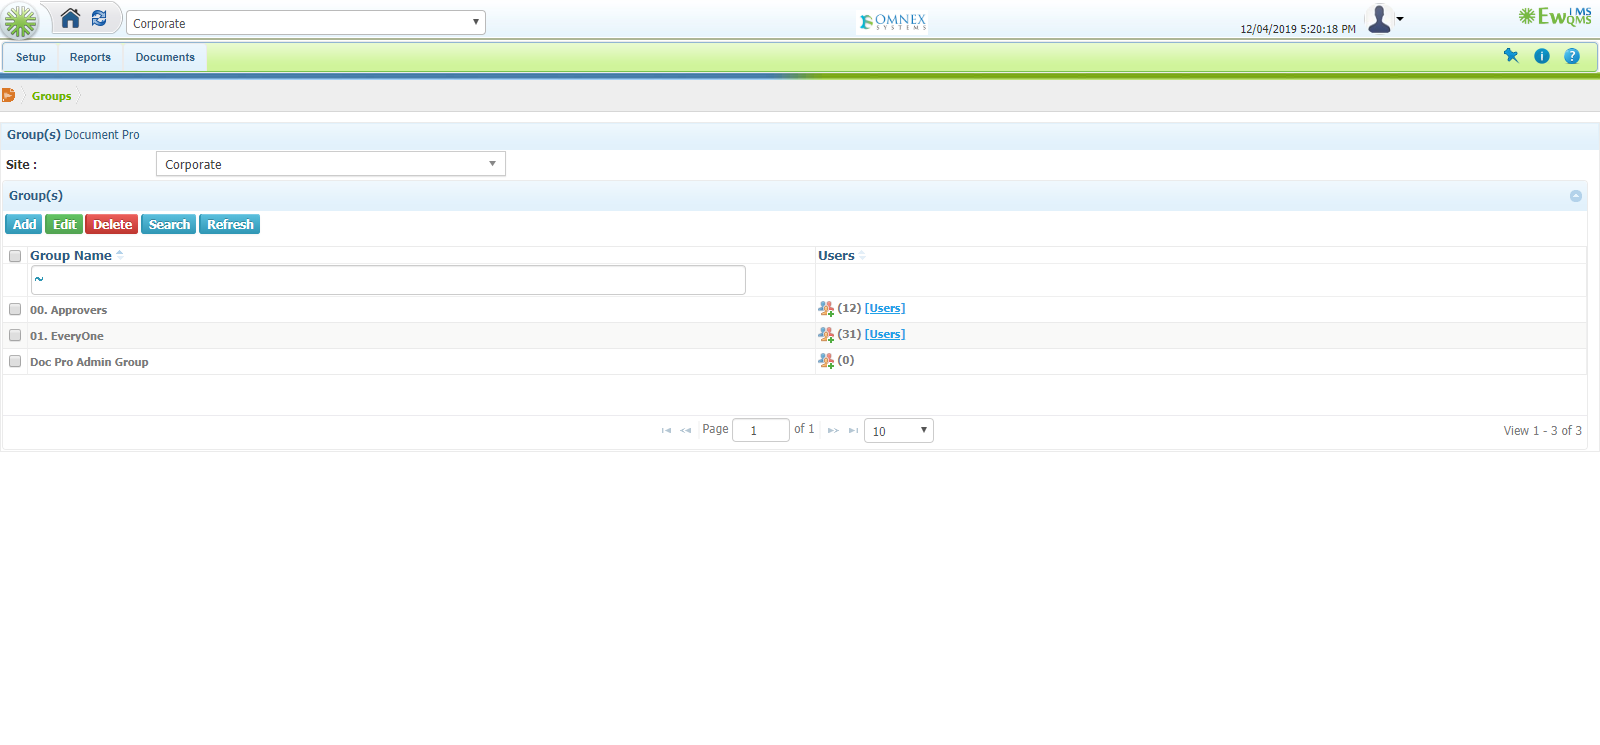 Corporate
OMNEX
SYSTEMS
12/04/2019 5:20:18 PM
EwIMS
QMS
Setup Reports Documents
Groups
Group(s) Document Pro
Site : Corporate
Group(s)
Add Edit Delete Search Refresh
Group Name Users
~
00. Approvers (12) [Users]
01. EveryOne (31) [Users]
Doc Pro Admin Group (0)
Page 1 of 1 10 View 1 - 3 of 3